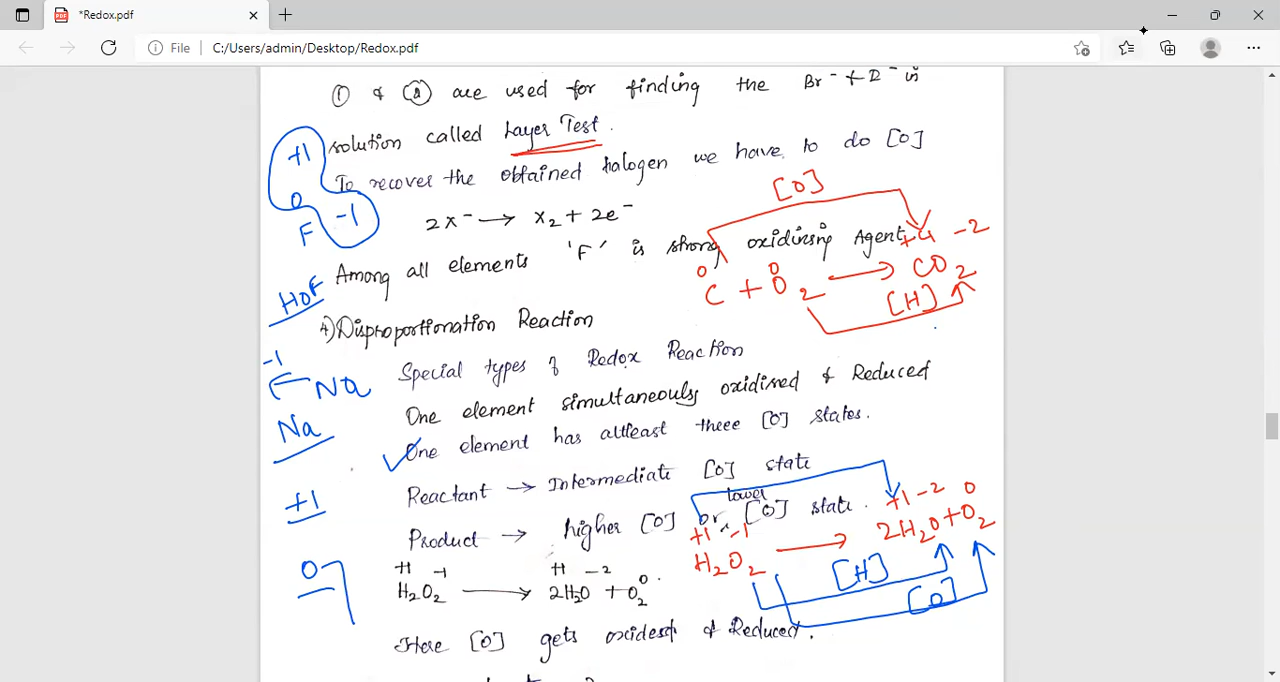 *Redox.pdf
File C:/Users/admin/Desktop/Redox.pdf
① & ② are used for finding the Br⁻ + I⁻ in
solution called Layer Test.
To recover the obtained halogen we have to do [O]
2x⁻ → x₂ + 2e⁻
Among all elements 'F' is strong oxidinsing Agent
+1
0
F -1
HOF
[O]
0 0 +4 -2
C + O₂ → CO₂
[H]
4) Disproportionation Reaction
Special types of Redox Reaction
One element simultaneously oxidised & Reduced
One element has altleast three [O] states.
Reactant → Intermediate [O] state
lower
Product → higher [O] or [O] state.
+1 -1 +1 -2 0
H₂O₂ → 2H₂O + O₂
H₂O₂ → 2H₂O + O₂
+1 -1 +1 -2 0
[H]
[O]
Here [O] gets oxidesed & Reduced.
-1
Na
Na
+1
0